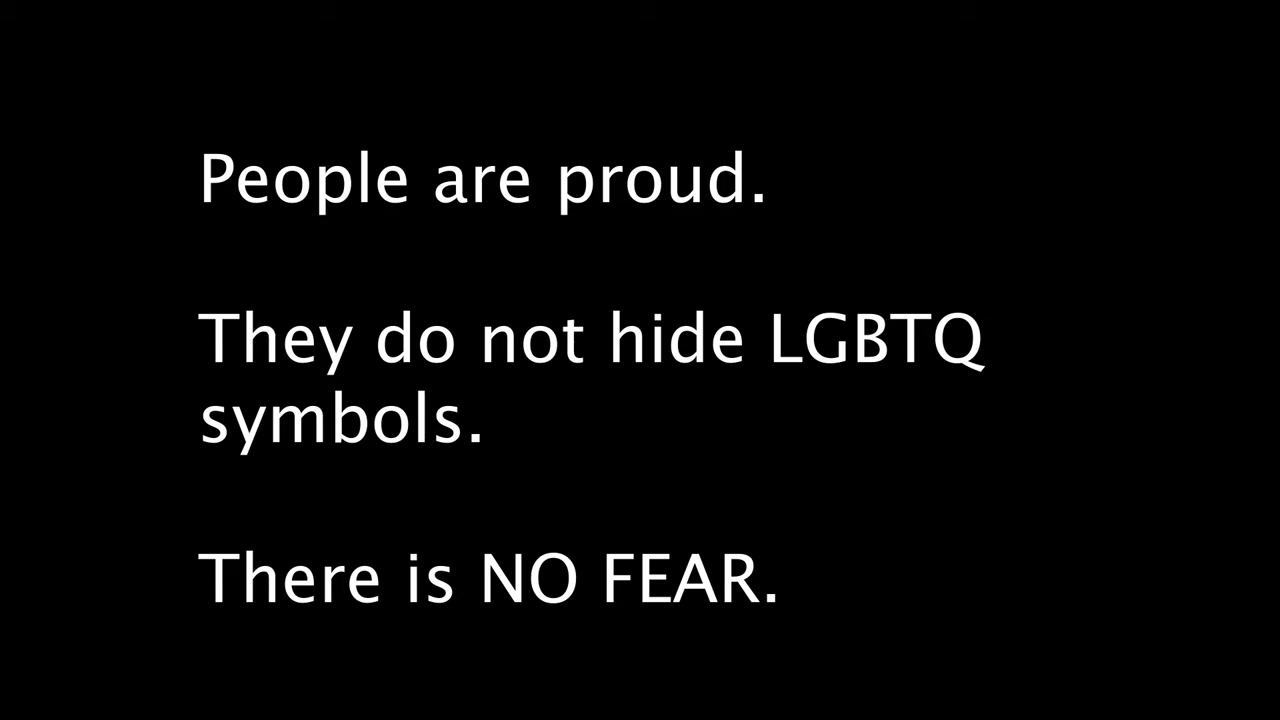 People are proud.
They do not hide LGBTQ
symbols.
There is NO FEAR.